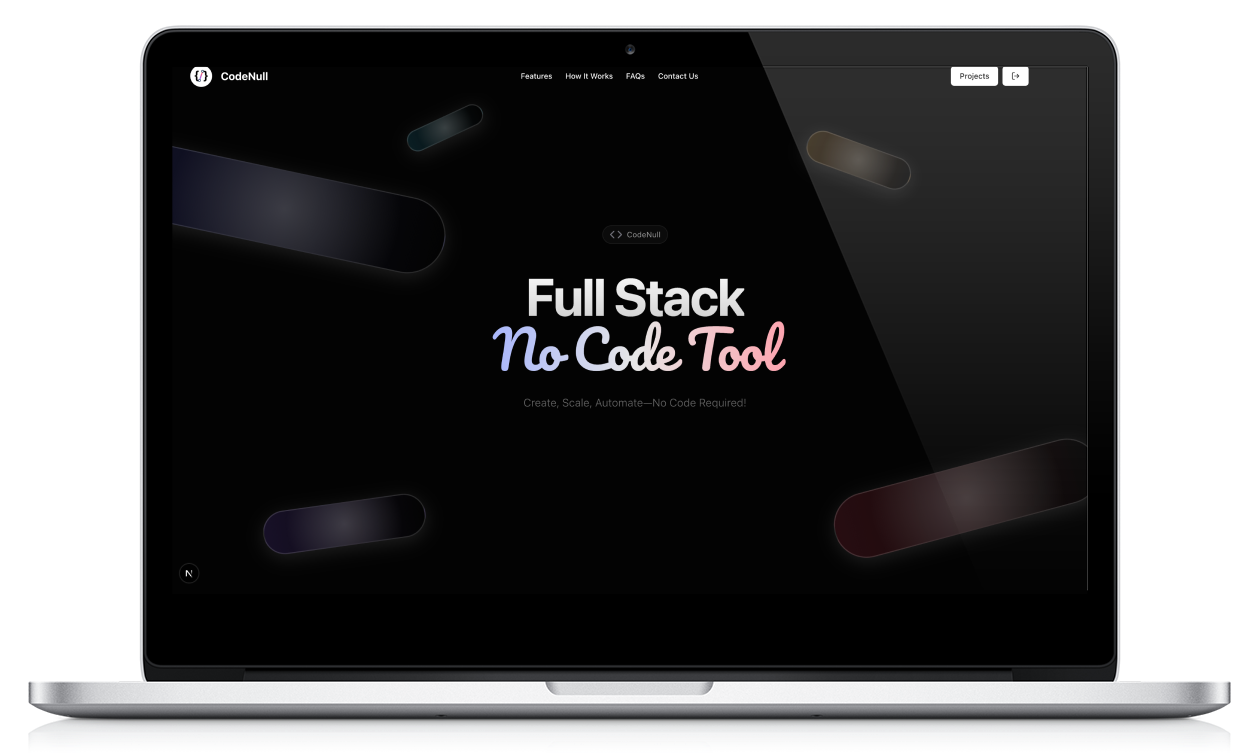 {/} CodeNull
Features How It Works FAQs Contact Us
Projects
<> CodeNull
Full Stack
No Code Tool
Create, Scale, Automate—No Code Required!
N